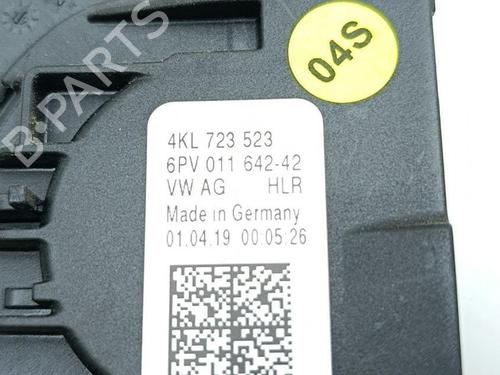 04S
4KL 723 523
6PV 011 642-42
VW AG HLR
Made in Germany
01.04.19 00:05:26
B-PARTS